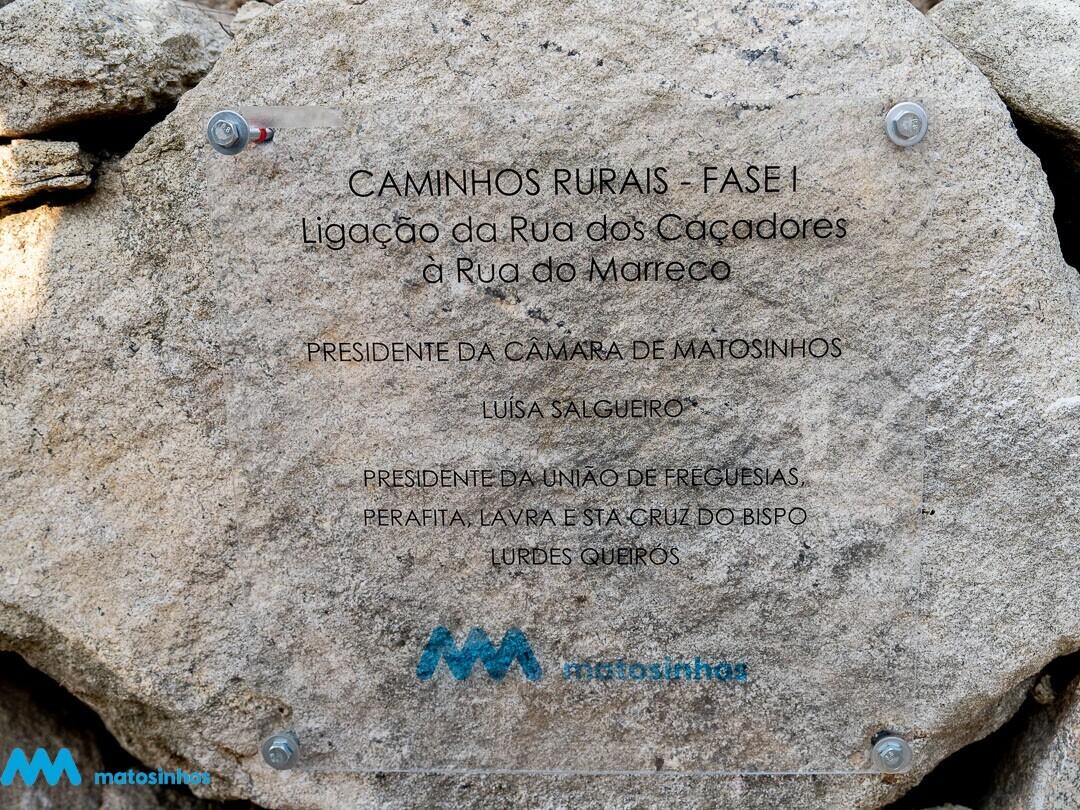 CAMINHOS RURAIS - FASE I
Ligação da Rua dos Caçadores
à Rua do Marreco
PRESIDENTE DA CÂMARA DE MATOSINHOS
LUÍSA SALGUEIRO
PRESIDENTE DA UNIÃO DE FREGUESIAS,
PERAFITA, LAVRA E STA CRUZ DO BISPO
LURDES QUEIRÓS
matosinhos
matosinhos